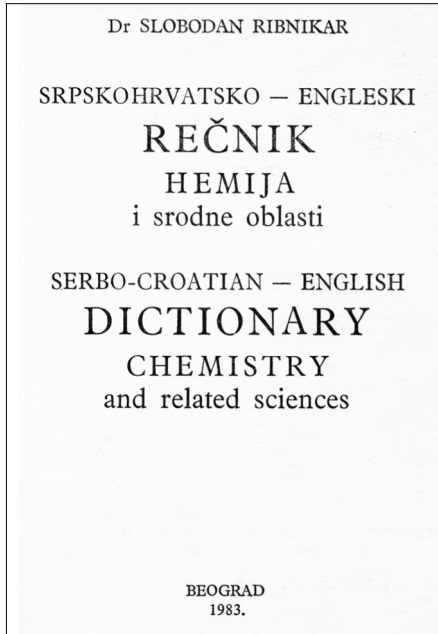 Dr SLOBODAN RIBNIKAR
SRPSKOHRVATSKO — ENGLESKI
REČNIK
HEMIJA
i srodne oblasti
SERBO-CROATIAN — ENGLISH
DICTIONARY
CHEMISTRY
and related sciences
BEOGRAD
1983.